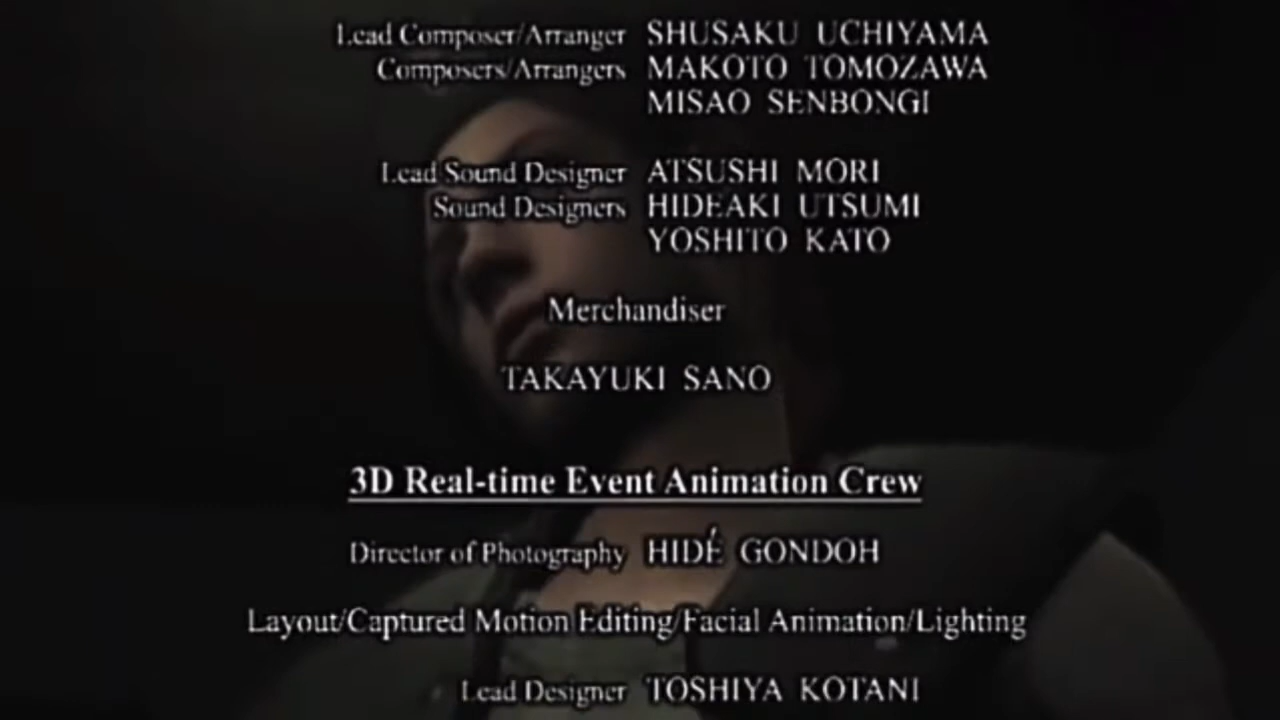 Lead Composer/Arranger SHUSAKU UCHIYAMA
Composers/Arrangers MAKOTO TOMOZAWA
MISAO SENBONGI
Lead Sound Designer ATSUSHI MORI
Sound Designers HIDEAKI UTSUMI
YOSHITO KATO
Merchandiser
TAKAYUKI SANO
3D Real-time Event Animation Crew
Director of Photography HIDÉ GONDOH
Layout/Captured Motion Editing/Facial Animation/Lighting
Lead Designer TOSHIYA KOTANI